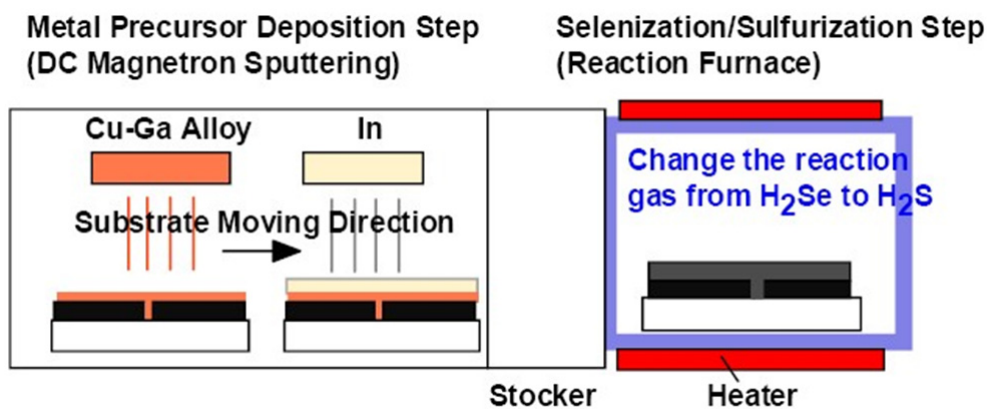 Metal Precursor Deposition Step
(DC Magnetron Sputtering)
Selenization/Sulfurization Step
(Reaction Furnace)
Cu-Ga Alloy
In
Substrate Moving Direction
Change the reaction
gas from H₂Se to H₂S
Stocker
Heater